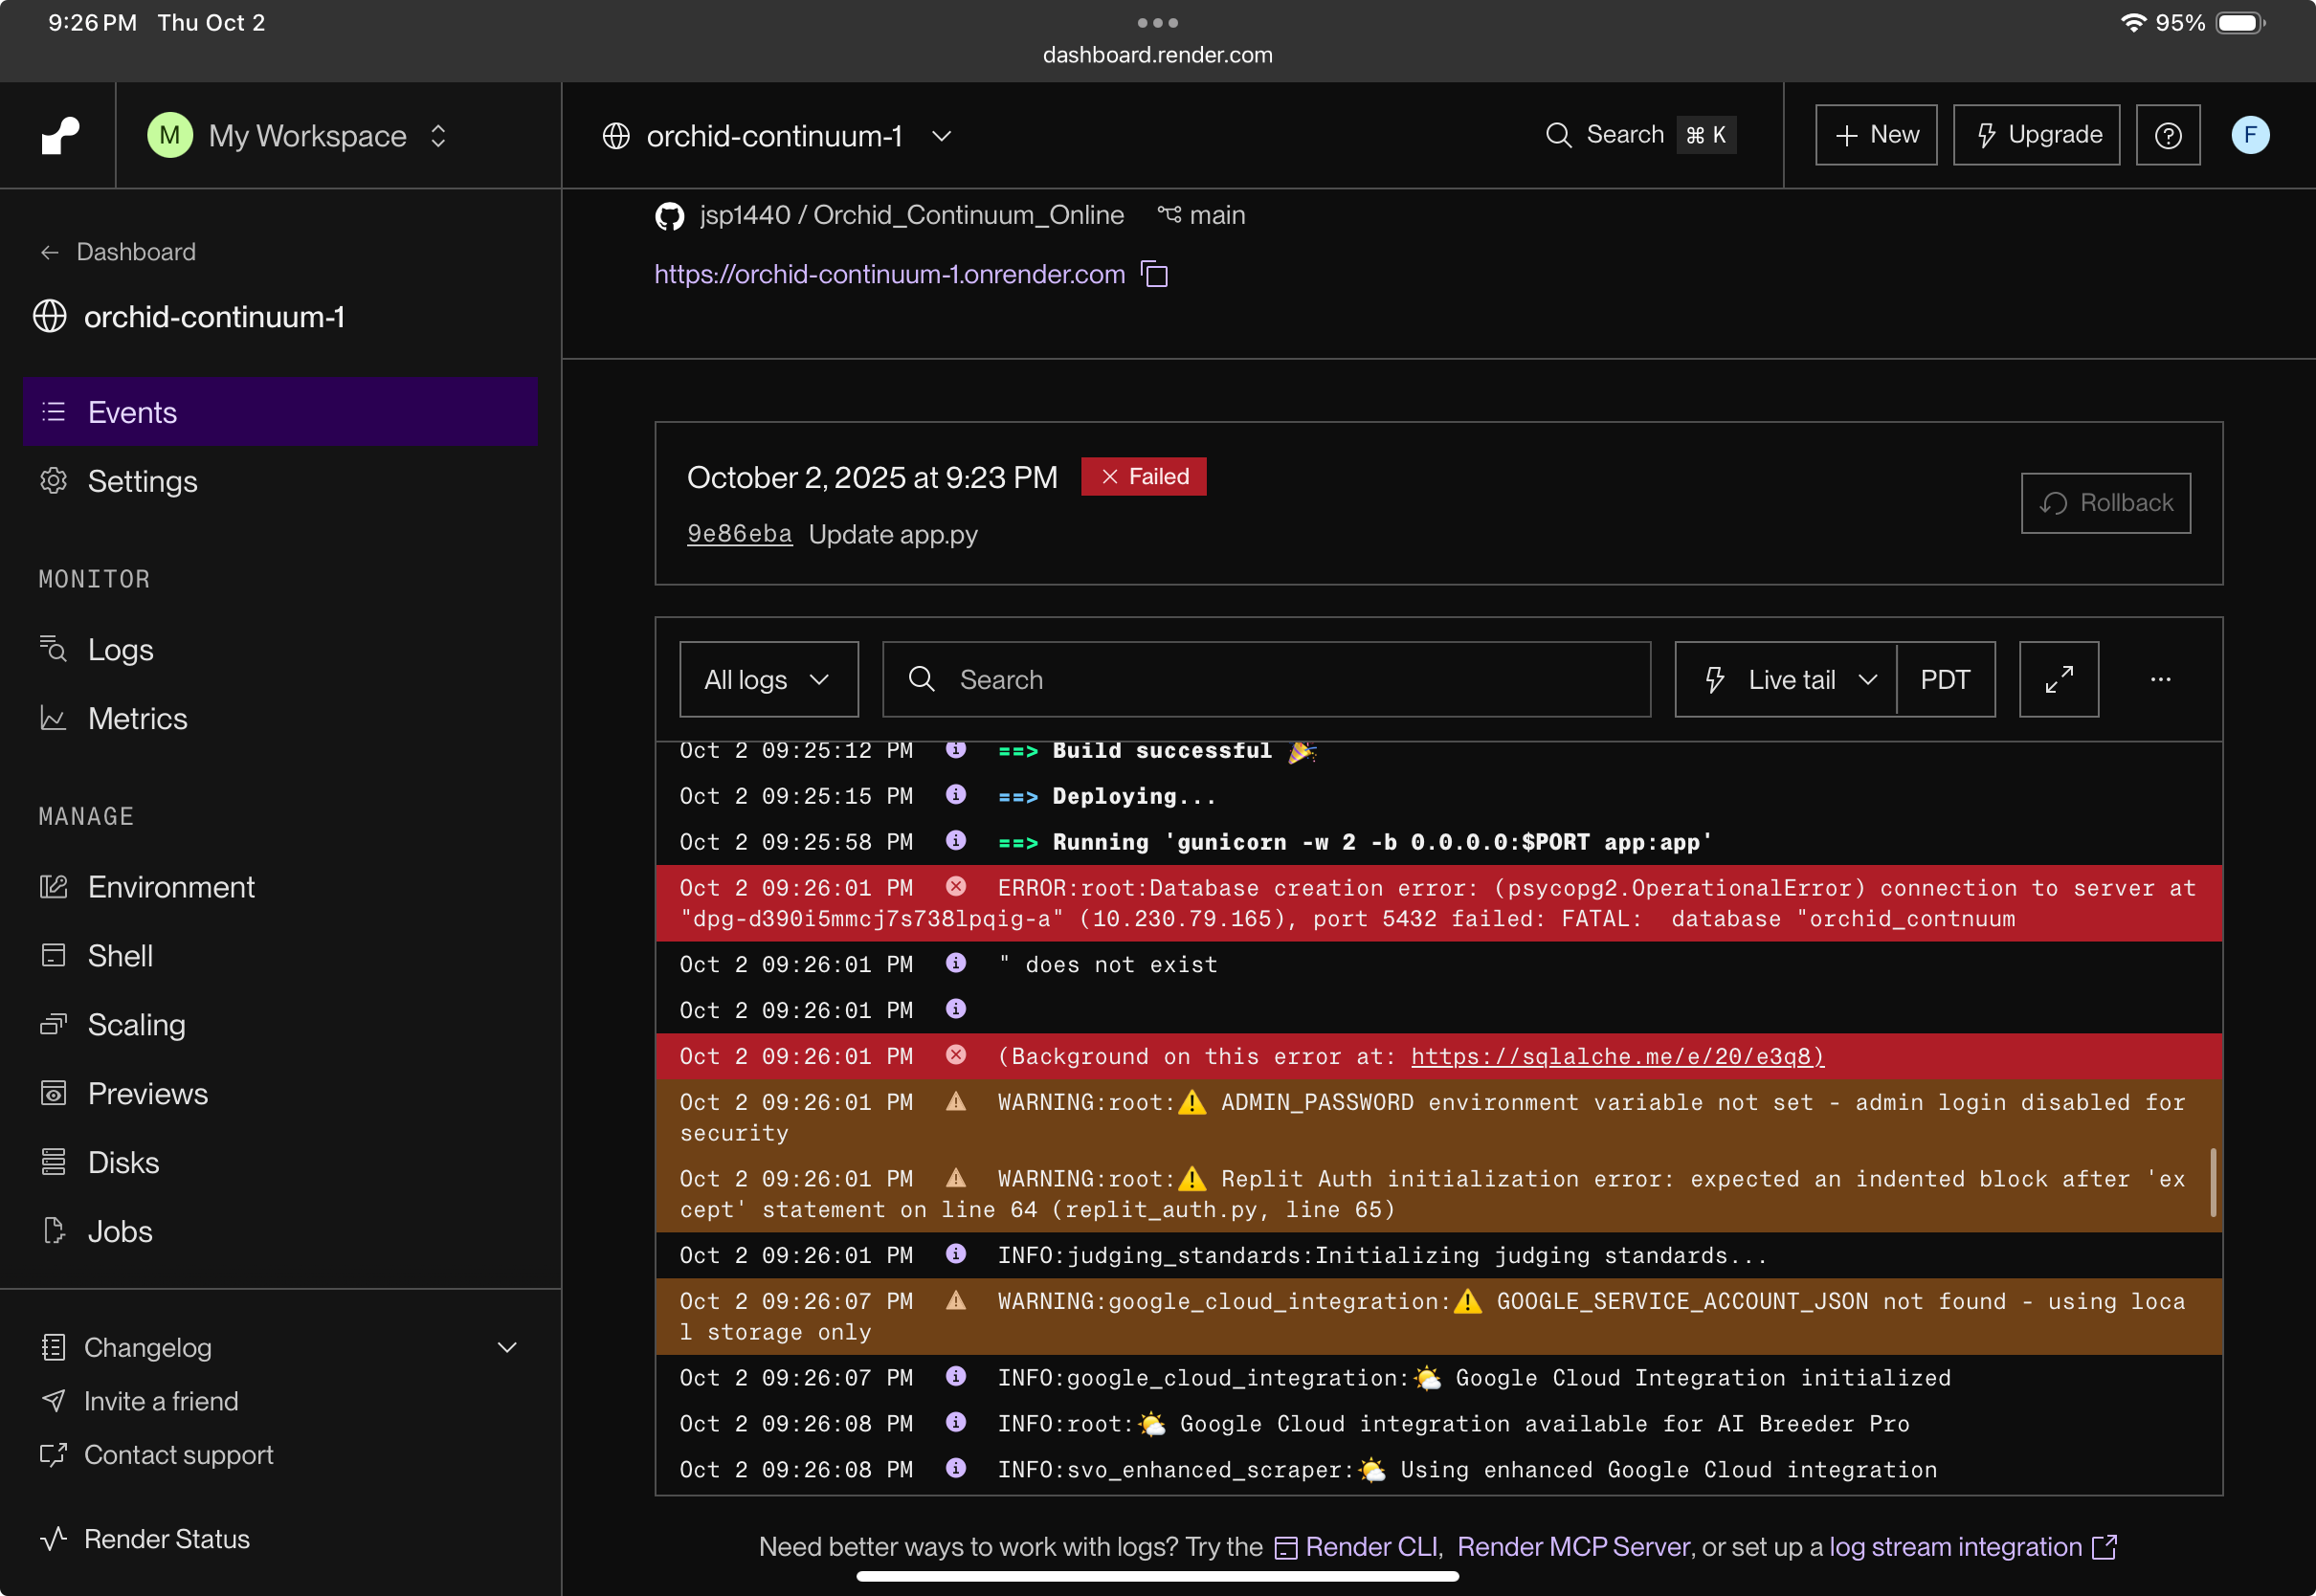 9:26 PM Thu Oct 2
95%
dashboard.render.com
M My Workspace
orchid-continuum-1
Search ⌘ K
+ New
Upgrade
F
← Dashboard
orchid-continuum-1
Events
Settings
MONITOR
Logs
Metrics
MANAGE
Environment
Shell
Scaling
Previews
Disks
Jobs
Changelog
Invite a friend
Contact support
Render Status
jsp1440 / Orchid_Continuum_Online main
https://orchid-continuum-1.onrender.com
October 2, 2025 at 9:23 PM Failed
9e86eba Update app.py
Rollback
All logs
Search
Live tail
PDT
Oct 2 09:25:12 PM ==> Build successful 🎉
Oct 2 09:25:15 PM ==> Deploying...
Oct 2 09:25:58 PM ==> Running 'gunicorn -w 2 -b 0.0.0.0:$PORT app:app'
Oct 2 09:26:01 PM ERROR:root:Database creation error: (psycopg2.OperationalError) connection to server at
"dpg-d390i5mmcj7s738lpqig-a" (10.230.79.165), port 5432 failed: FATAL:  database "orchid_contnuum
Oct 2 09:26:01 PM " does not exist
Oct 2 09:26:01 PM
Oct 2 09:26:01 PM (Background on this error at: https://sqlalche.me/e/20/e3q8)
Oct 2 09:26:01 PM WARNING:root:⚠️ ADMIN_PASSWORD environment variable not set - admin login disabled for
security
Oct 2 09:26:01 PM WARNING:root:⚠️ Replit Auth initialization error: expected an indented block after 'ex
cept' statement on line 64 (replit_auth.py, line 65)
Oct 2 09:26:01 PM INFO:judging_standards:Initializing judging standards...
Oct 2 09:26:07 PM WARNING:google_cloud_integration:⚠️ GOOGLE_SERVICE_ACCOUNT_JSON not found - using loca
l storage only
Oct 2 09:26:07 PM INFO:google_cloud_integration:🌤️ Google Cloud Integration initialized
Oct 2 09:26:08 PM INFO:root:🌤️ Google Cloud integration available for AI Breeder Pro
Oct 2 09:26:08 PM INFO:svo_enhanced_scraper:🌤️ Using enhanced Google Cloud integration
Need better ways to work with logs? Try the Render CLI, Render MCP Server, or set up a log stream integration